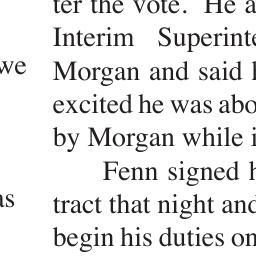 we
as
ter the vote. He a
Interim Superinte
Morgan and said h
excited he was abo
by Morgan while i
Fenn signed h
tract that night and
begin his duties on